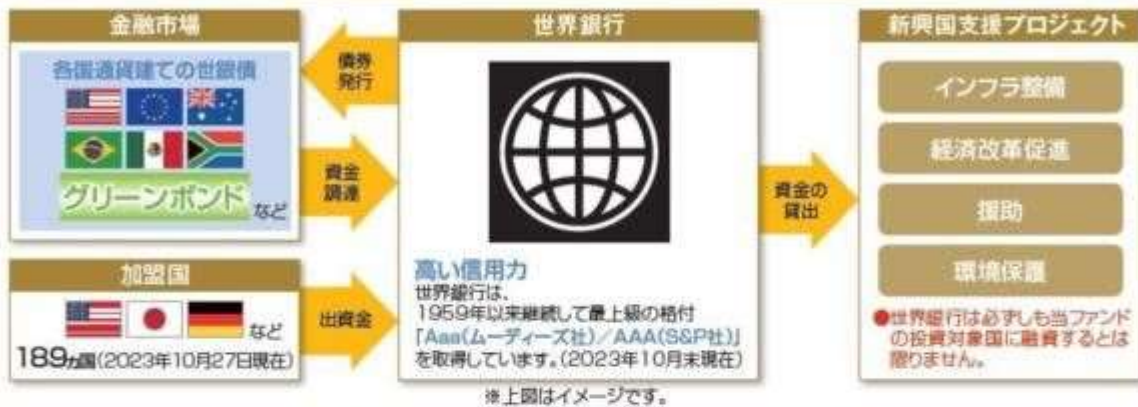 金融市場
各国通貨建ての世銀債
グリーンボンド
など
加盟国
など
189ヵ国(2023年10月27日現在)
債券
発行
資金
調達
出資金
世界銀行
高い信用力
世界銀行は、
1959年以来継続して最上級の格付
「Aaa(ムーディーズ社)/AAA(S&P社)」
を取得しています。(2023年10月末現在)
資金の
貸出
新興国支援プロジェクト
インフラ整備
経済改革促進
援助
環境保護
●世界銀行は必ずしも当ファンド
の投資対象国に融資するとは
限りません。
※上図はイメージです。